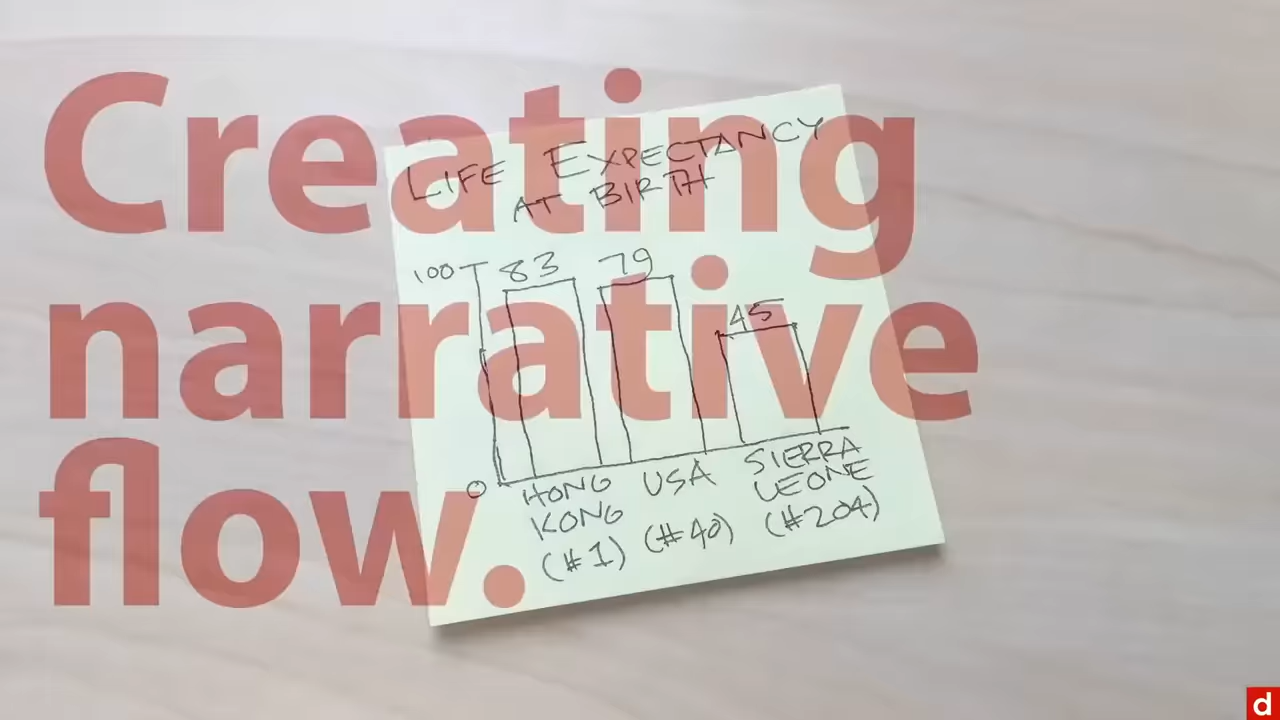 Creating
narrative
flow.
LIFE EXPECTANCY
AT BIRTH
100
83
79
45
0
HONG
KONG
(#1)
USA
(#40)
SIERRA
LEONE
(#204)
d